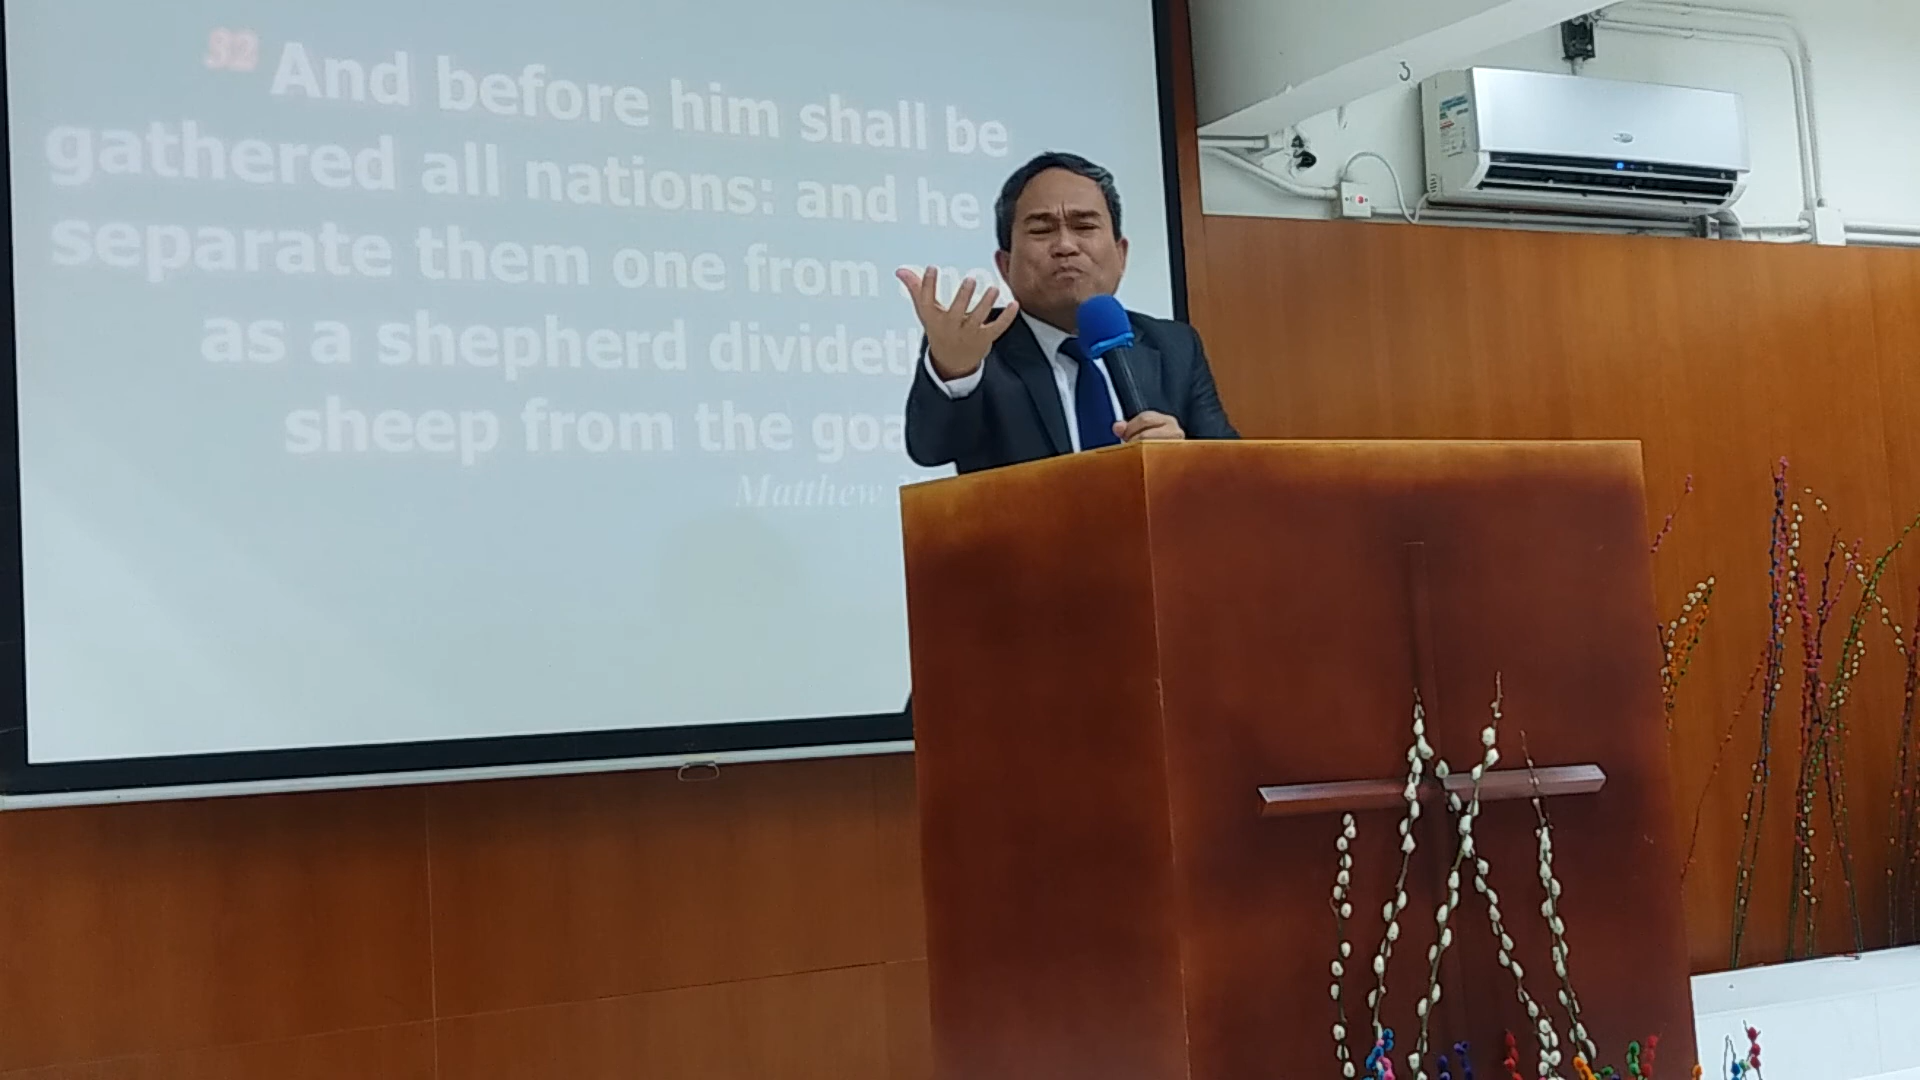 32 And before him shall be
gathered all nations: and he
separate them one from
as a shepherd divideth
sheep from the goa
Matthew